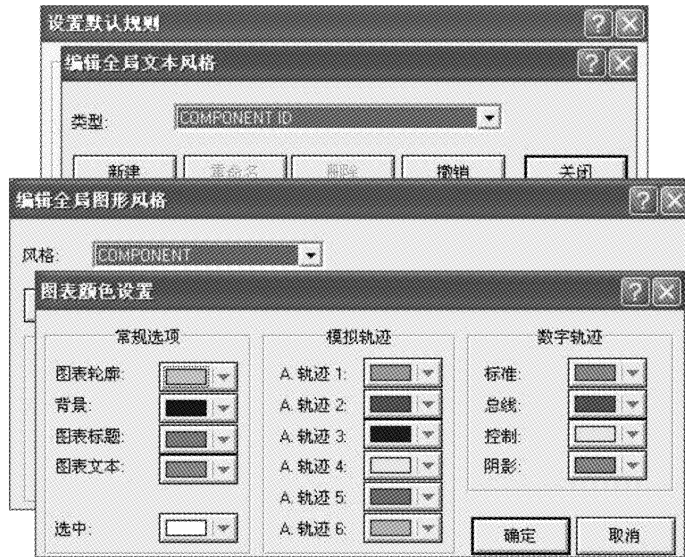 设置默认规则
编辑全局文本风格
类型: COMPONENT ID
新建 重命名 删除 撤销 关闭
编辑全局图形风格
风格: COMPONENT
图表颜色设置
常规选项 模拟轨迹 数字轨迹
图表轮廓: A. 轨迹 1: 标准:
背景: A. 轨迹 2: 总线:
图表标题: A. 轨迹 3: 控制:
图表文本: A. 轨迹 4: 阴影:
A. 轨迹 5:
选中: A. 轨迹 6: 确定 取消